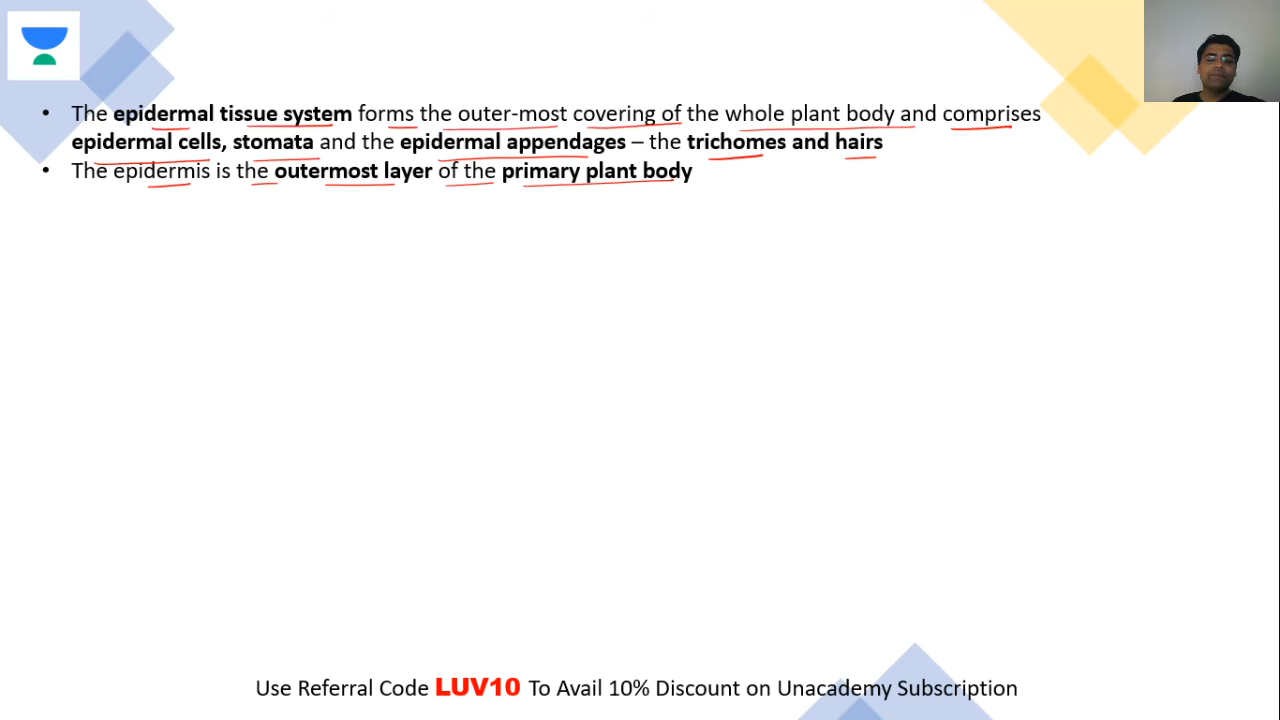 • The epidermal tissue system forms the outer-most covering of the whole plant body and comprises
epidermal cells, stomata and the epidermal appendages – the trichomes and hairs
• The epidermis is the outermost layer of the primary plant body
Use Referral Code LUV10 To Avail 10% Discount on Unacademy Subscription